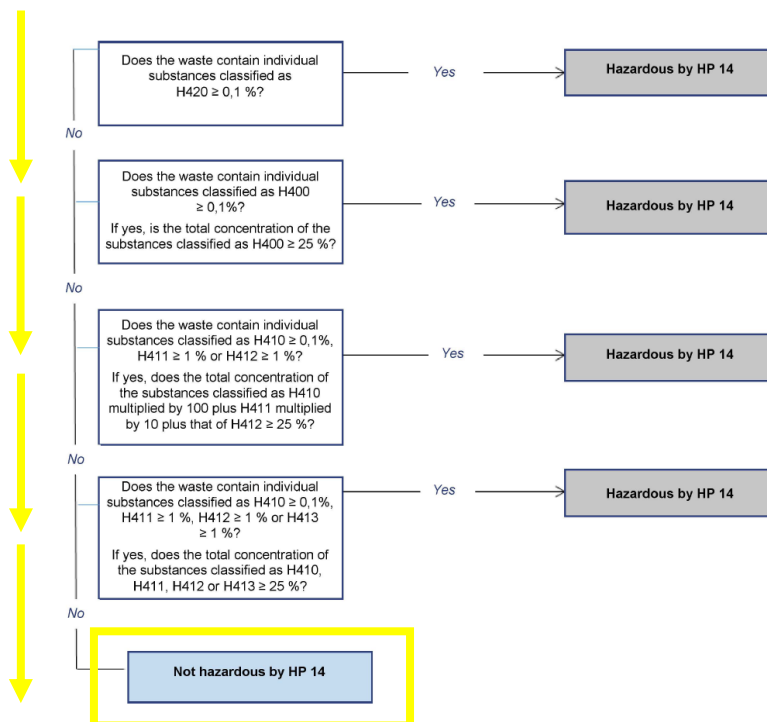 Does the waste contain individual
substances classified as
H420 ≥ 0,1 %?
Yes
Hazardous by HP 14
No
Does the waste contain individual
substances classified as H400
≥ 0,1%?
If yes, is the total concentration of the
substances classified as H400 ≥ 25 %?
Yes
Hazardous by HP 14
No
Does the waste contain individual
substances classified as H410 ≥ 0,1%,
H411 ≥ 1 % or H412 ≥ 1 %?
If yes, does the total concentration of
the substances classified as H410
multiplied by 100 plus H411 multiplied
by 10 plus that of H412 ≥ 25 %?
Yes
Hazardous by HP 14
No
Does the waste contain individual
substances classified as H410 ≥ 0,1%,
H411 ≥ 1 %, H412 ≥ 1 % or H413
≥ 1 %?
If yes, does the total concentration of
the substances classified as H410,
H411, H412 or H413 ≥ 25 %?
Yes
Hazardous by HP 14
No
Not hazardous by HP 14